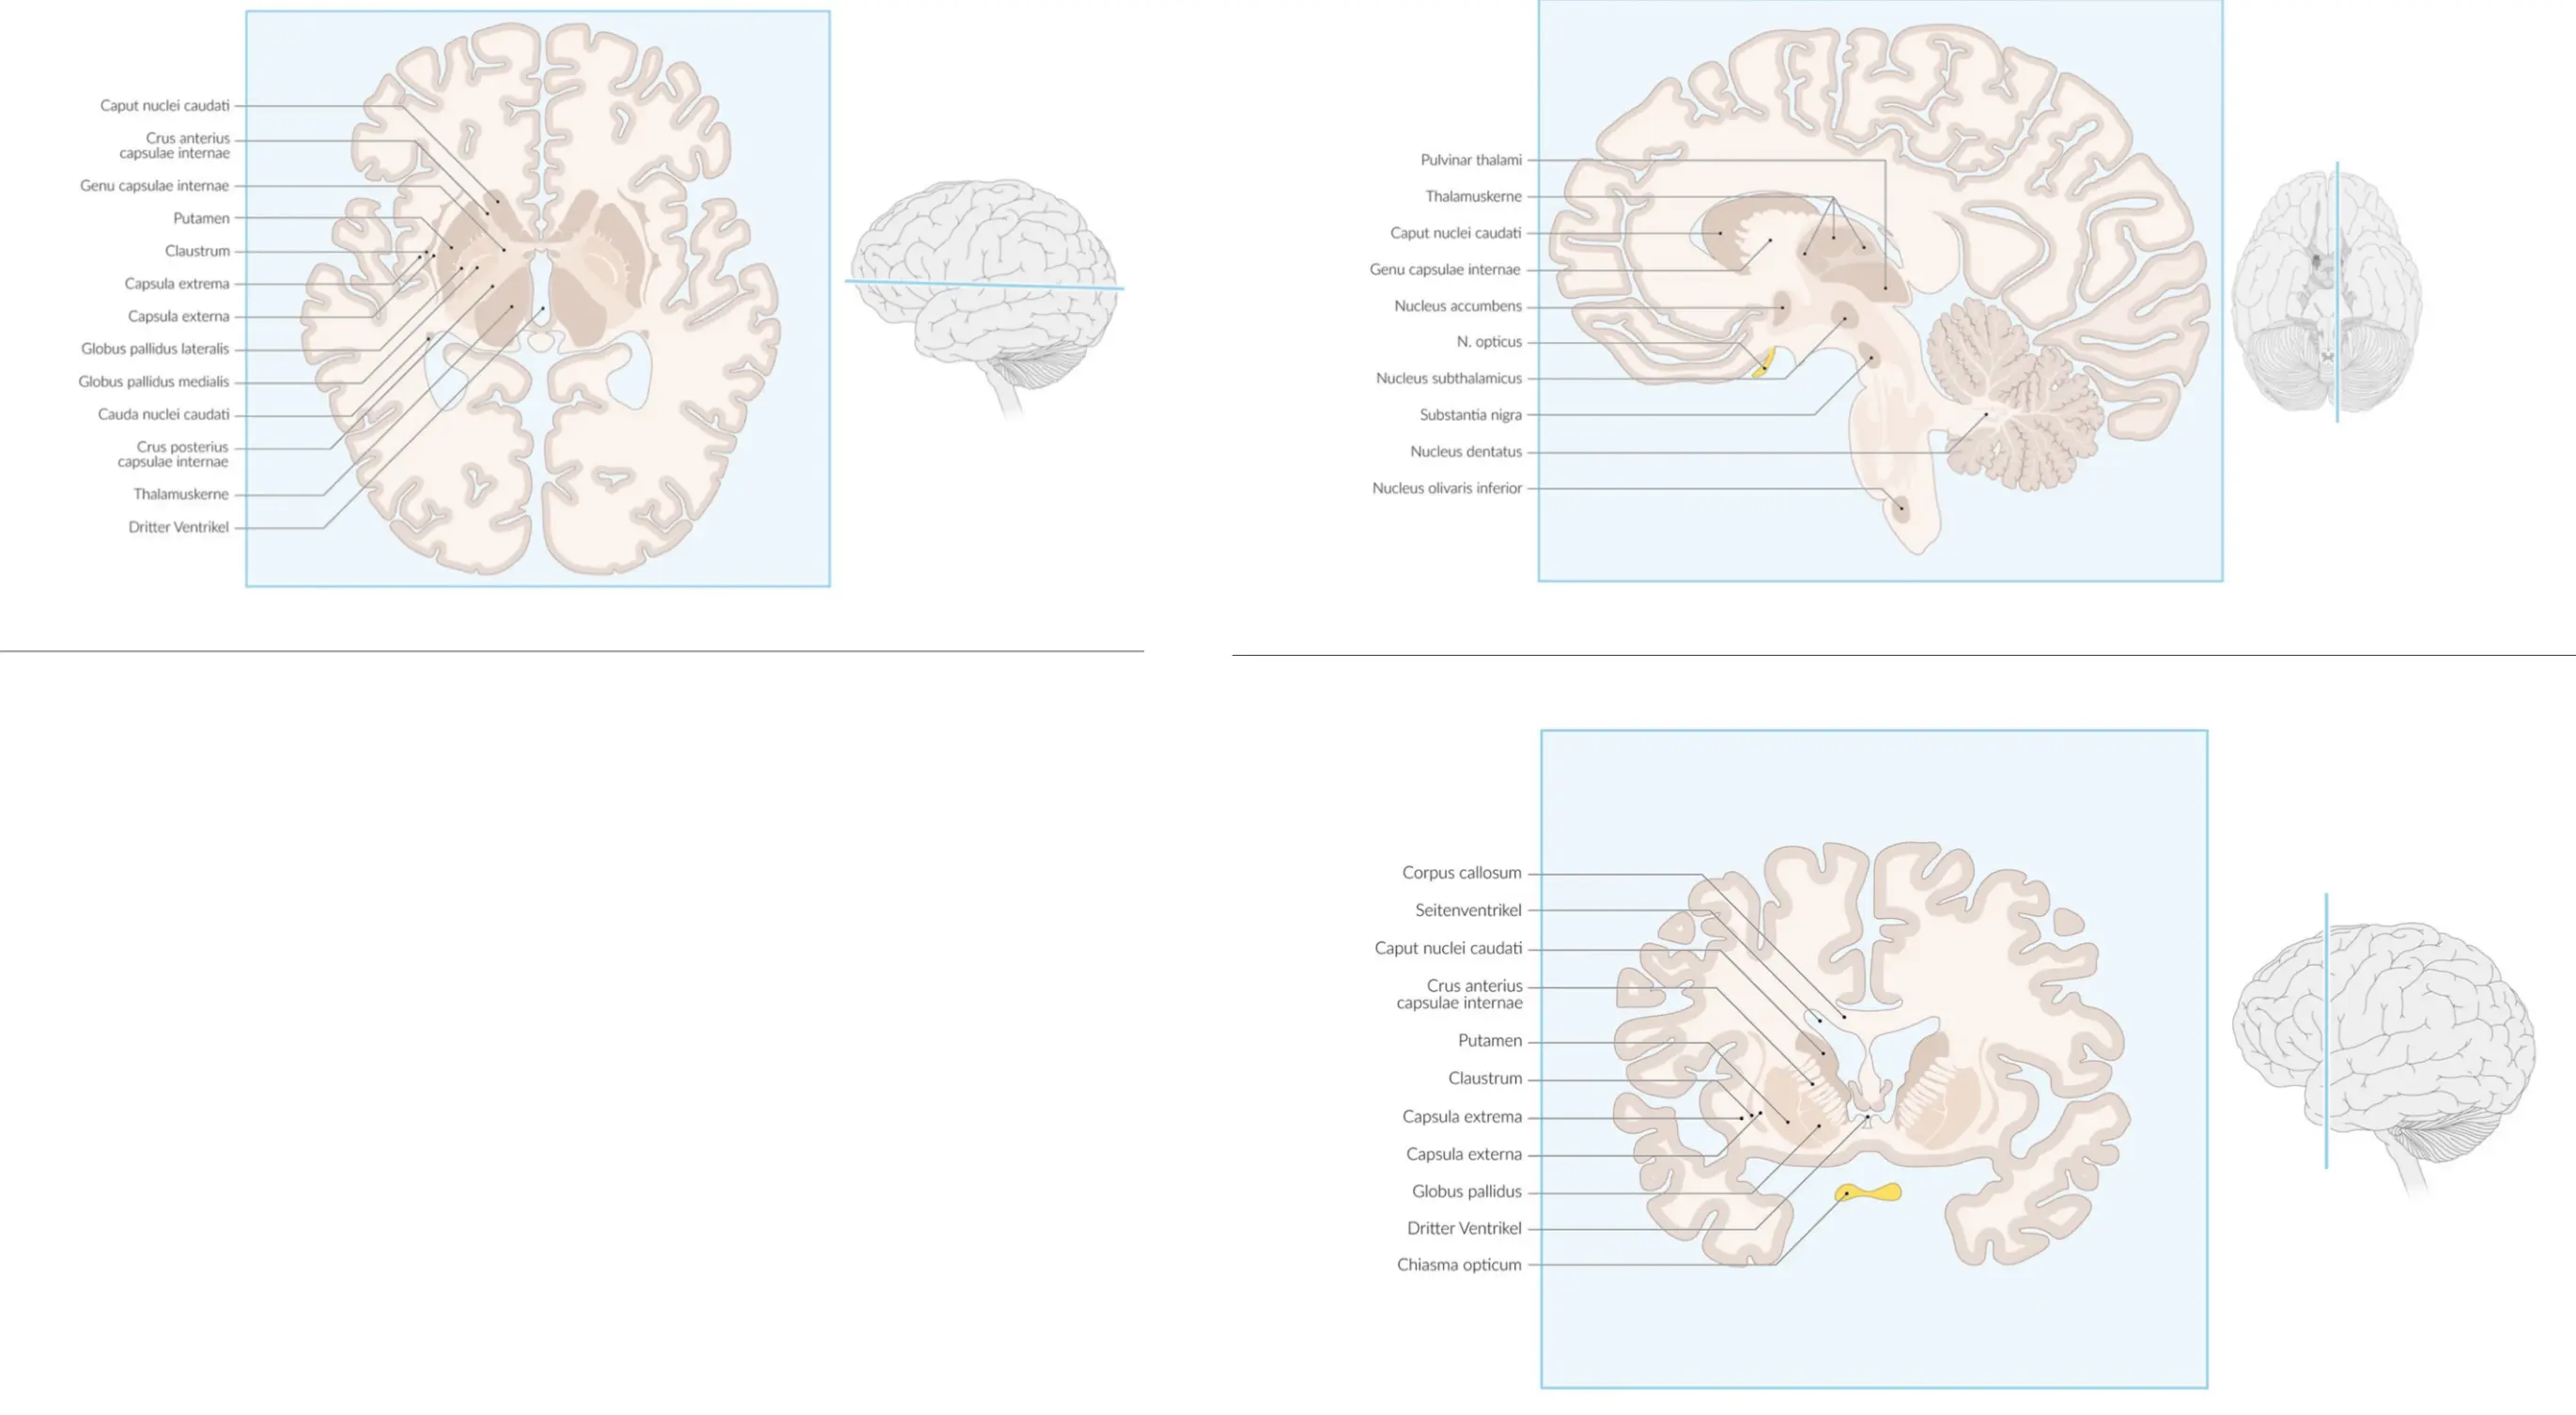 Caput nuclei caudati
Crus anterius
capsulae internae
Genu capsulae internae
Putamen
Claustrum
Capsula extrema
Capsula externa
Globus pallidus lateralis
Globus pallidus medialis
Cauda nuclei caudati
Crus posterius
capsulae internae
Thalamuskerne
Dritter Ventrikel
Pulvinar thalami
Thalamuskerne
Caput nuclei caudati
Genu capsulae internae
Nucleus accumbens
N. opticus
Nucleus subthalamicus
Substantia nigra
Nucleus dentatus
Nucleus olivaris inferior
Corpus callosum
Seitenventrikel
Caput nuclei caudati
Crus anterius
capsulae internae
Putamen
Claustrum
Capsula extrema
Capsula externa
Globus pallidus
Dritter Ventrikel
Chiasma opticum